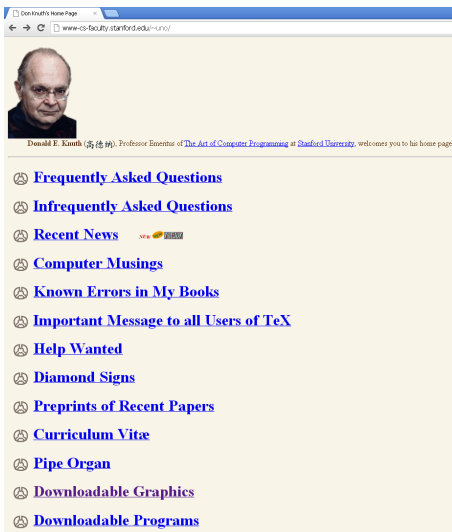 Don Knuth's Home Page
www-cs-faculty.stanford.edu/~uno/
Donald E. Knuth (高德纳), Professor Emeritus of The Art of Computer Programming at Stanford University, welcomes you to his home page
Frequently Asked Questions
Infrequently Asked Questions
Recent News NEW
Computer Musings
Known Errors in My Books
Important Message to all Users of TeX
Help Wanted
Diamond Signs
Preprints of Recent Papers
Curriculum Vitæ
Pipe Organ
Downloadable Graphics
Downloadable Programs